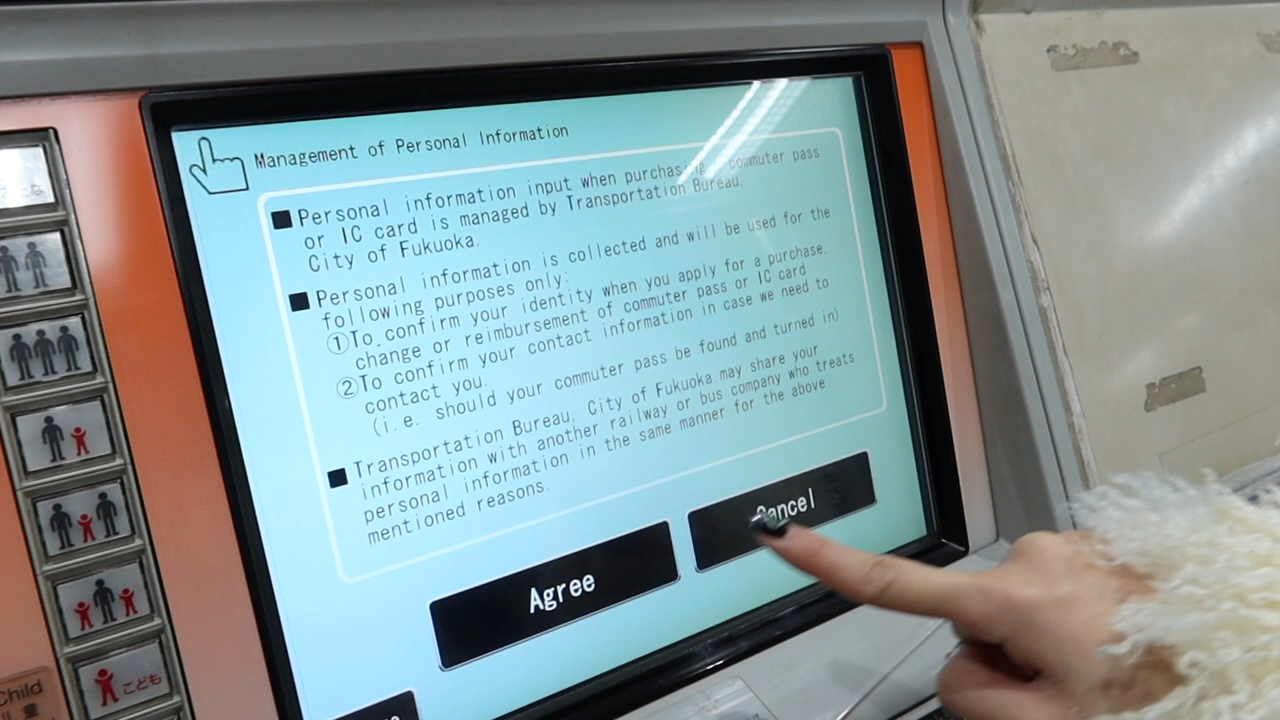 Management of Personal Information
■Personal information input when purchasing a commuter pass
or IC card is managed by Transportation Bureau,
City of Fukuoka.
■Personal information is collected and will be used for the
following purposes only:
①To confirm your identity when you apply for a purchase,
change or reimbursement of commuter pass or IC card
②To confirm your contact information in case we need to
contact you.
(i.e. should your commuter pass be found and turned in)
■Transportation Bureau, City of Fukuoka may share your
information with another railway or bus company who treats
personal information in the same manner for the above
mentioned reasons.
Cancel
Agree
こども
Child